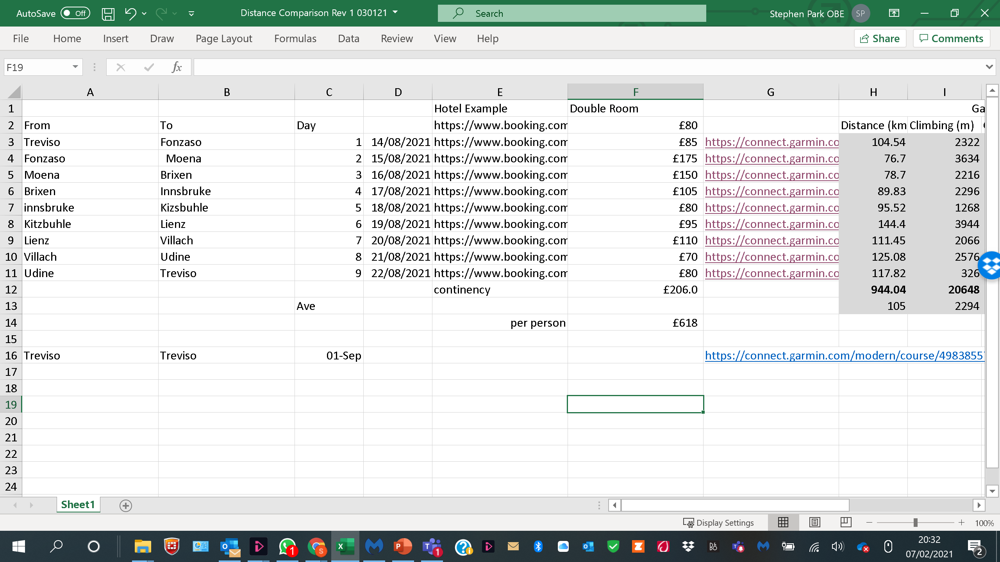 AutoSave Off Distance Comparison Rev 1 030121 Search Stephen Park OBE SP
File Home Insert Draw Page Layout Formulas Data Review View Help Share Comments
F19 fx
A B C D E F G H I
1 Hotel Example Double Room Ga
2 From To Day https://www.booking.com £80 Distance (km Climbing (m)
3 Treviso Fonzaso 1 14/08/2021 https://www.booking.com £85 https://connect.garmin.co 104.54 2322
4 Fonzaso Moena 2 15/08/2021 https://www.booking.com £175 https://connect.garmin.co 76.7 3634
5 Moena Brixen 3 16/08/2021 https://www.booking.com £150 https://connect.garmin.co 78.7 2216
6 Brixen Innsbruke 4 17/08/2021 https://www.booking.com £105 https://connect.garmin.co 89.83 2296
7 innsbruke Kizsbuhle 5 18/08/2021 https://www.booking.com £80 https://connect.garmin.co 95.52 1268
8 Kitzbuhle Lienz 6 19/08/2021 https://www.booking.com £95 https://connect.garmin.co 144.4 3944
9 Lienz Villach 7 20/08/2021 https://www.booking.com £110 https://connect.garmin.co 111.45 2066
10 Villach Udine 8 21/08/2021 https://www.booking.com £70 https://connect.garmin.co 125.08 2576
11 Udine Treviso 9 22/08/2021 https://www.booking.com £80 https://connect.garmin.co 117.82 326
12 continency £206.0 944.04 20648
13 Ave 105 2294
14 per person £618
15
16 Treviso Treviso 01-Sep https://connect.garmin.com/modern/course/4983855
17
18
19
20
21
22
23
24
Sheet1
Display Settings 100%
20:32
07/02/2021
2